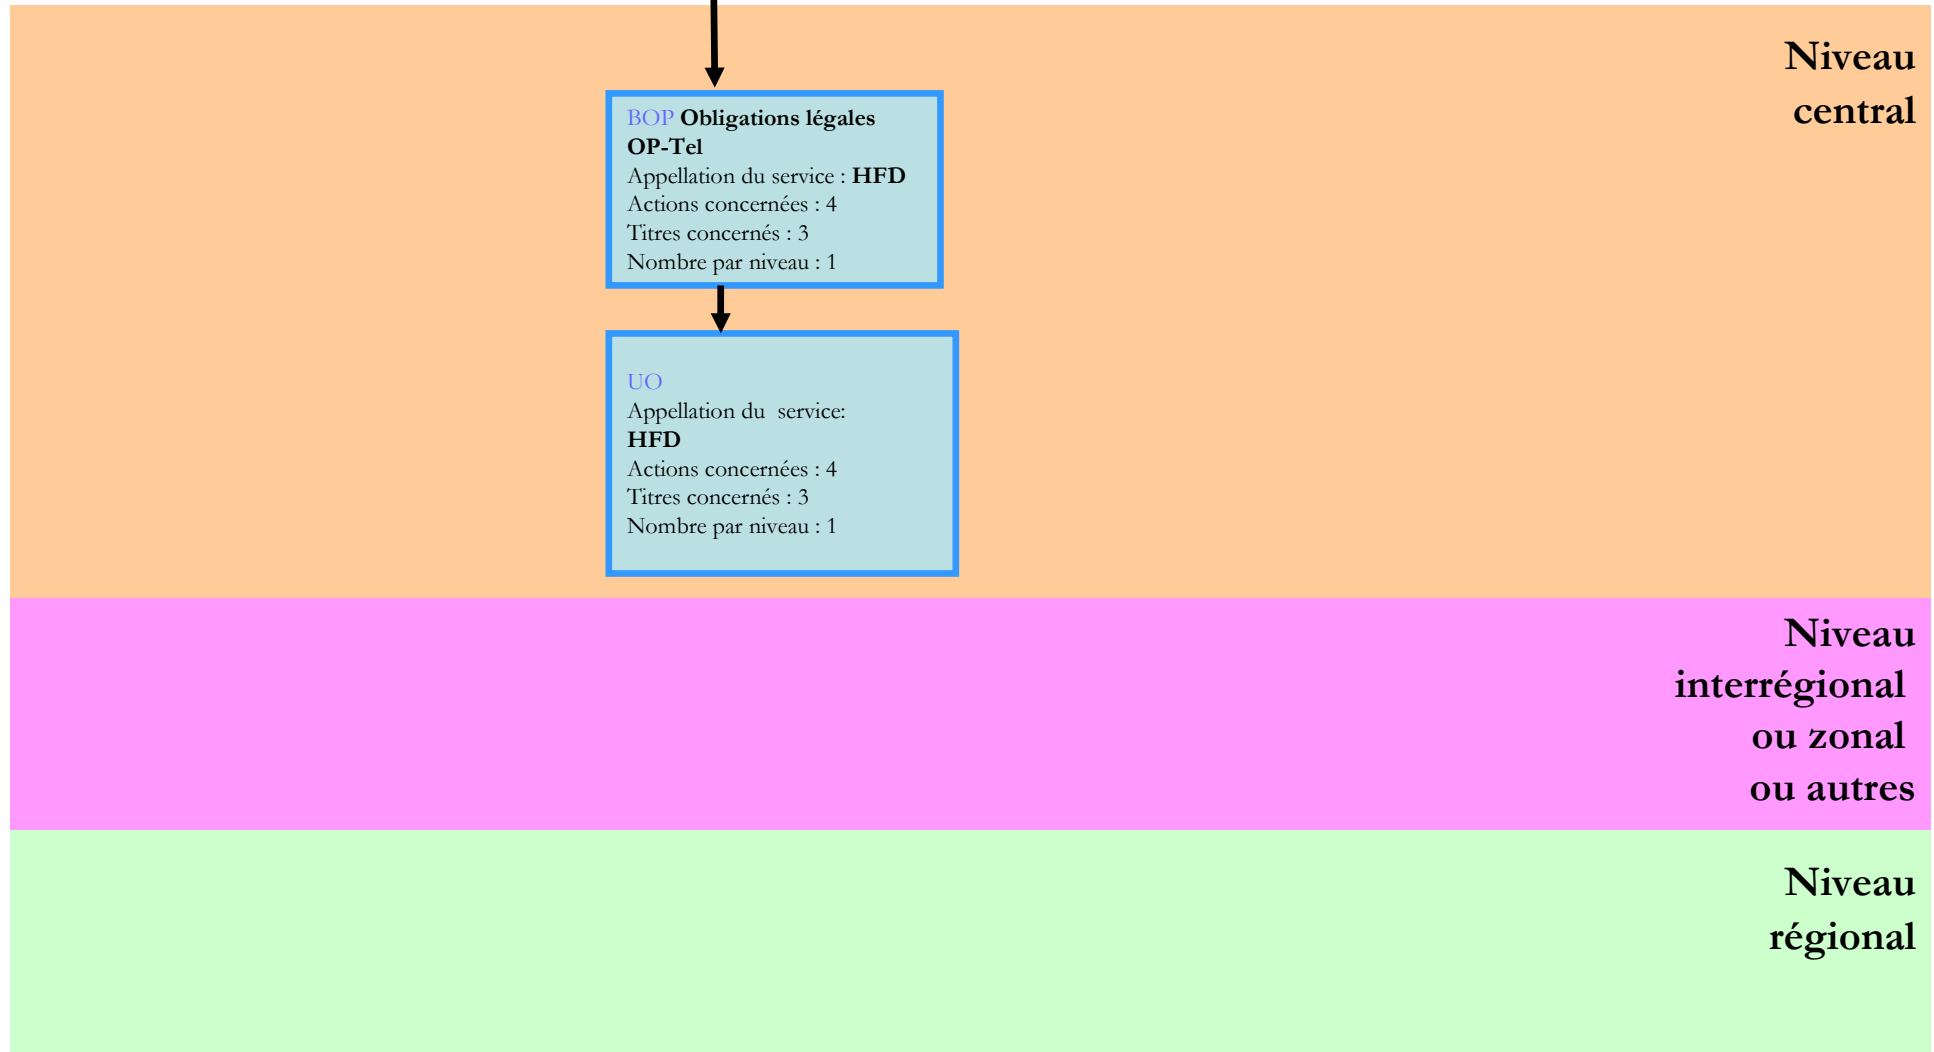 Niveau
central
BOP Obligations légales
OP-Tel
Appellation du service : HFD
Actions concernées : 4
Titres concernés : 3
Nombre par niveau : 1
UO
Appellation du service:
HFD
Actions concernées : 4
Titres concernés : 3
Nombre par niveau : 1
Niveau
interrégional
ou zonal
ou autres
Niveau
régional